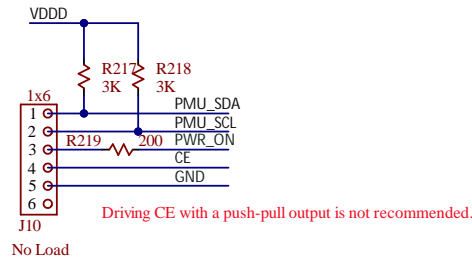 VDDD
R217 R218
3K 3K
1x6
1 PMU_SDA
2 PMU_SCL
3 R219 200 PWR_ON
4 CE
5 GND
6
Driving CE with a push-pull output is not recommended.
J10
No Load